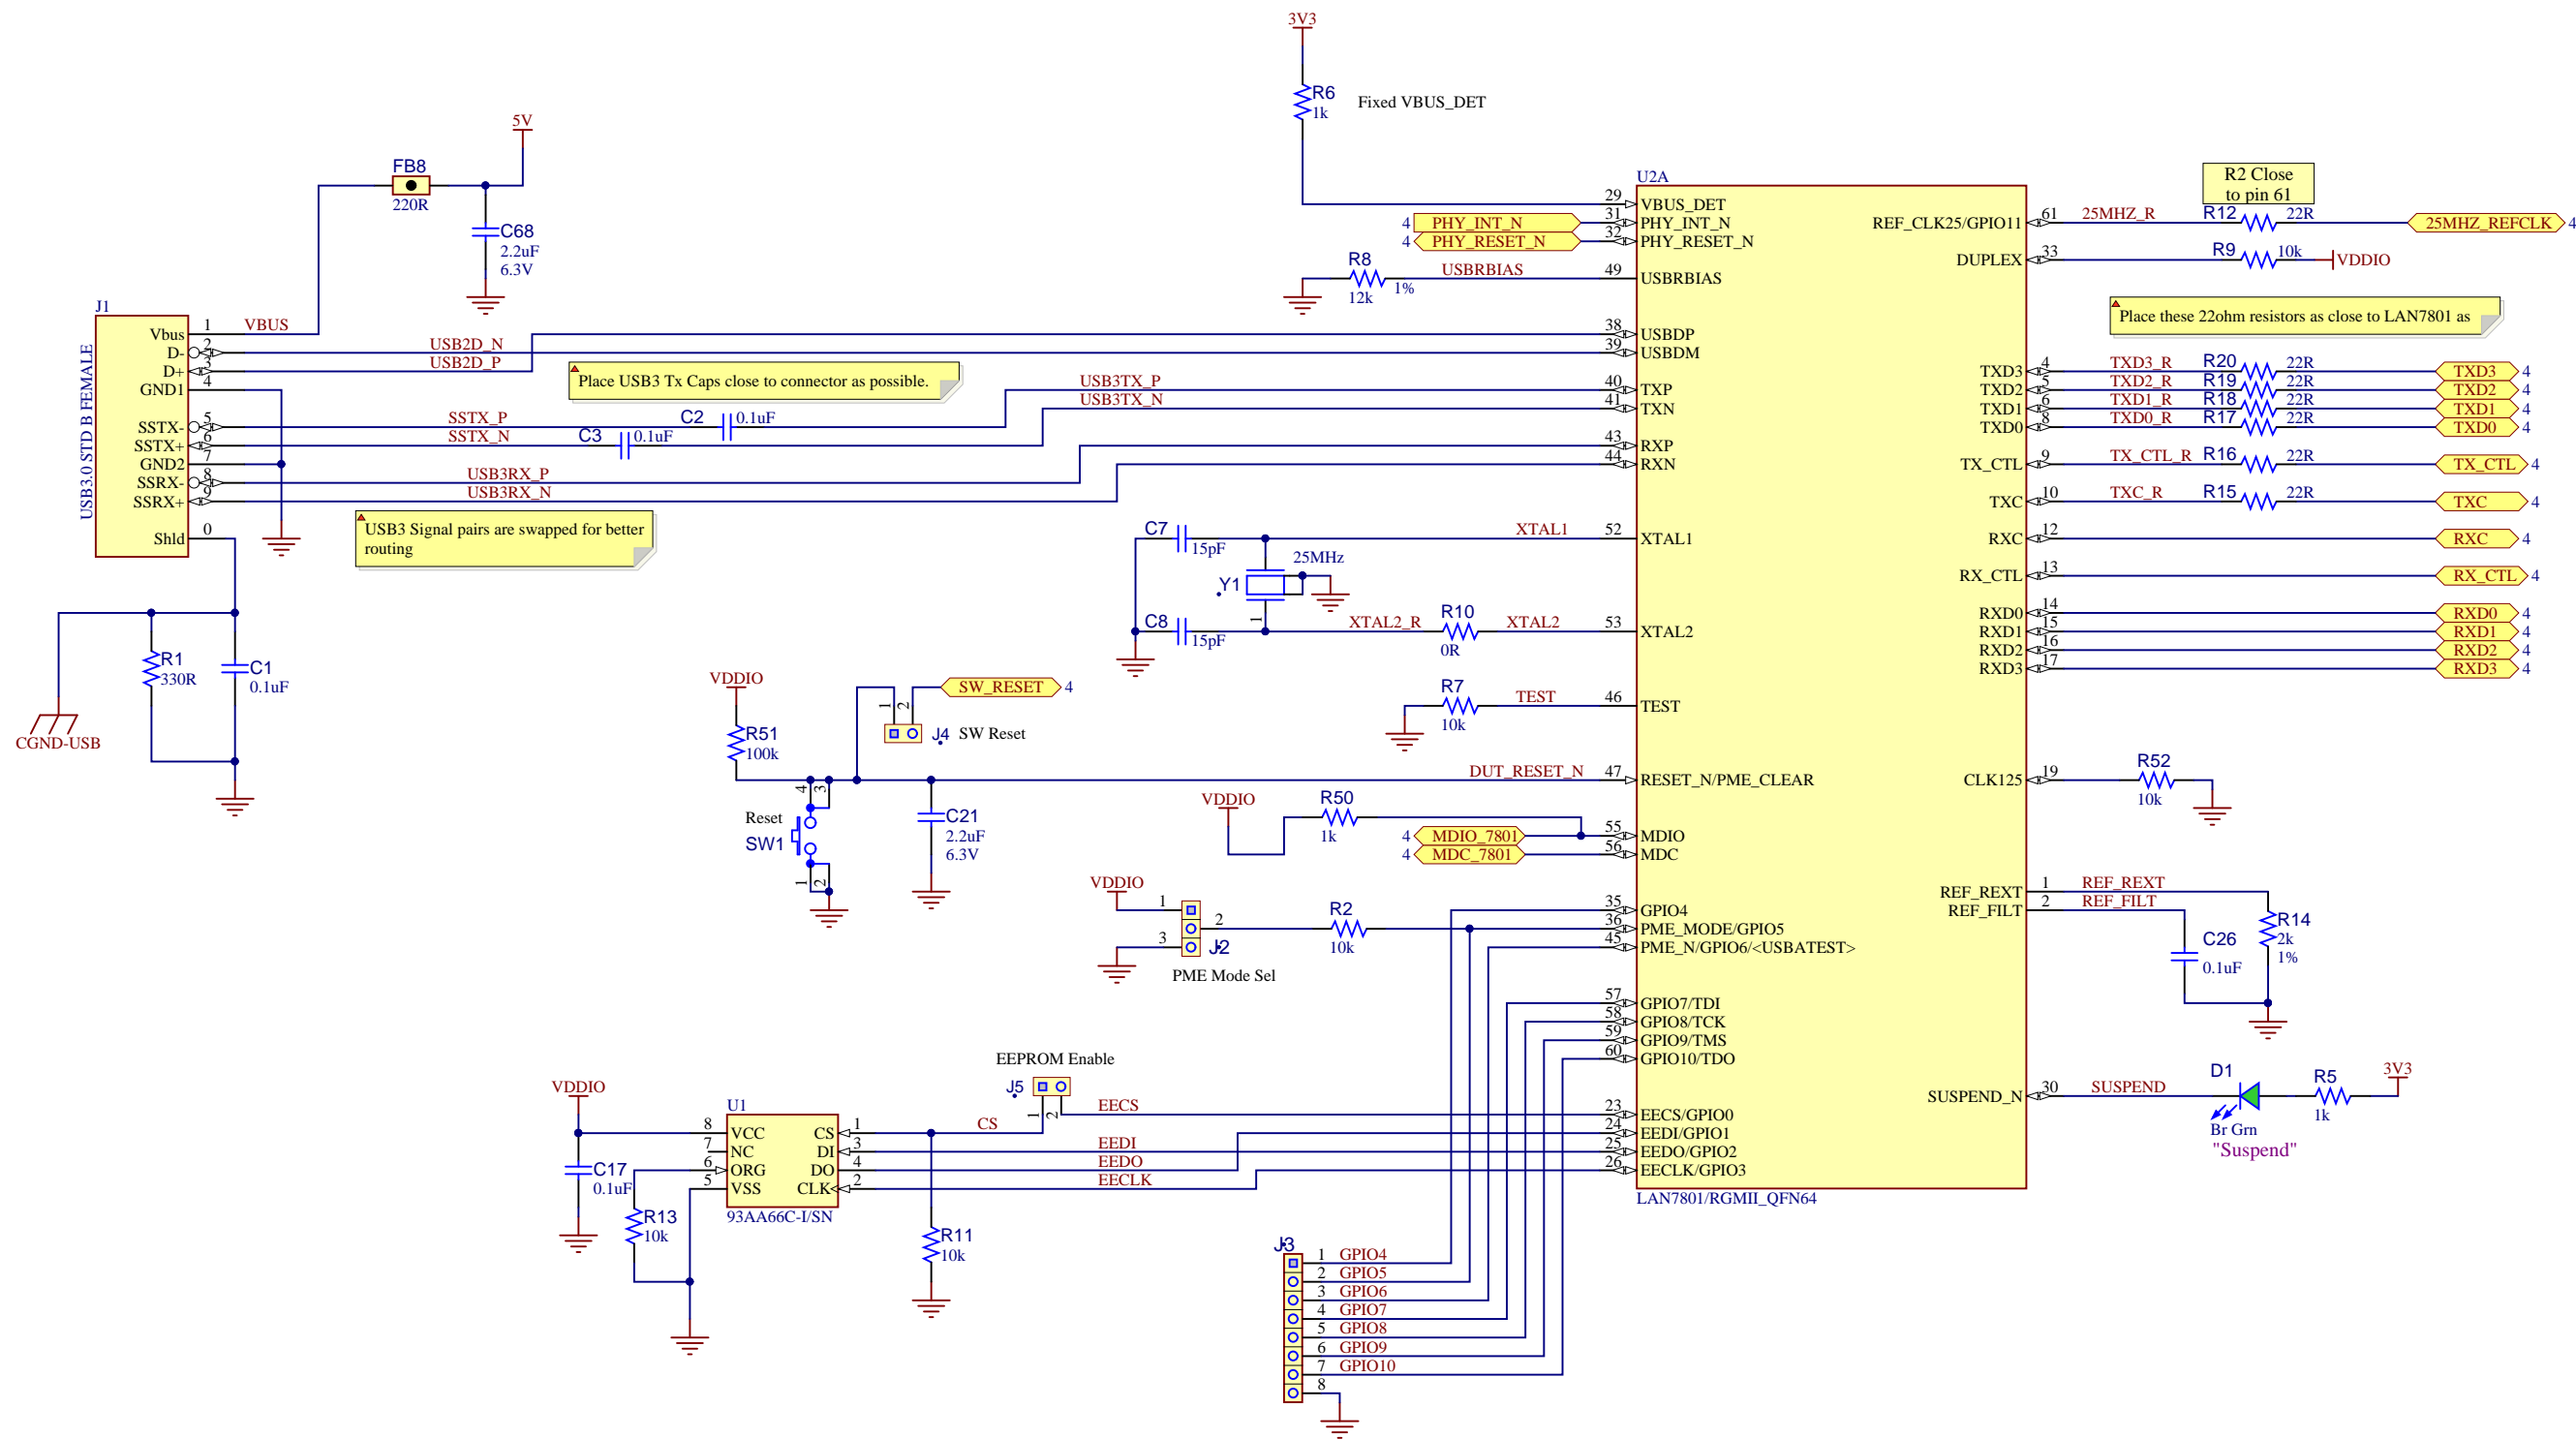 3V3
R6
1k
Fixed VBUS_DET
5V
FB8
220R
C68
2.2uF
6.3V
J1
USB3.0 STD B FEMALE
Vbus 1 VBUS
D- 2 USB2D_N
D+ 3 USB2D_P
GND1 4
SSTX- 5 SSTX_P C2 0.1uF USB3TX_P
SSTX+ 6 SSTX_N C3 0.1uF USB3TX_N
GND2 7
SSRX- 8 USB3RX_P
SSRX+ 9 USB3RX_N
Shld 0
Place USB3 Tx Caps close to connector as possible.
USB3 Signal pairs are swapped for better
routing
R1
330R
C1
0.1uF
CGND-USB
4 PHY_INT_N
4 PHY_RESET_N
R8
12k
1%
USBRBIAS
C7
15pF
XTAL1
25MHz
Y1
1
C8
15pF
XTAL2_R
R10
0R
XTAL2
R7
10k
TEST
VDDIO
R51
100k
SW_RESET 4
1 2
J4 SW Reset
DUT_RESET_N
4 3
Reset
SW1
1 2
C21
2.2uF
6.3V
VDDIO
R50
1k
4 MDIO_7801
4 MDC_7801
VDDIO
1
2
3
J2
PME Mode Sel
R2
10k
EEPROM Enable
J5
1 2
VDDIO
C17
0.1uF
R13
10k
U1
8 VCC CS 1 CS EECS
7 NC DI 3 EEDI
6 ORG DO 4 EEDO
5 VSS CLK 2 EECLK
93AA66C-I/SN
R11
10k
J3
1 GPIO4
2 GPIO5
3 GPIO6
4 GPIO7
5 GPIO8
6 GPIO9
7 GPIO10
8
U2A
29 VBUS_DET
31 PHY_INT_N
32 PHY_RESET_N
49 USBRBIAS
38 USBDP
39 USBDM
40 TXP
41 TXN
43 RXP
44 RXN
52 XTAL1
53 XTAL2
46 TEST
47 RESET_N/PME_CLEAR
55 MDIO
56 MDC
35 GPIO4
36 PME_MODE/GPIO5
45 PME_N/GPIO6/<USBATEST>
57 GPIO7/TDI
58 GPIO8/TCK
59 GPIO9/TMS
60 GPIO10/TDO
23 EECS/GPIO0
24 EEDI/GPIO1
25 EEDO/GPIO2
26 EECLK/GPIO3
LAN7801/RGMII_QFN64
R2 Close
to pin 61
REF_CLK25/GPIO11 61 25MHZ_R R12 22R 25MHZ_REFCLK 4
DUPLEX 33 R9 10k VDDIO
Place these 22ohm resistors as close to LAN7801 as
TXD3 4 TXD3_R R20 22R TXD3 4
TXD2 5 TXD2_R R19 22R TXD2 4
TXD1 6 TXD1_R R18 22R TXD1 4
TXD0 8 TXD0_R R17 22R TXD0 4
TX_CTL 9 TX_CTL_R R16 22R TX_CTL 4
TXC 10 TXC_R R15 22R TXC 4
RXC 12 RXC 4
RX_CTL 13 RX_CTL 4
RXD0 14 RXD0 4
RXD1 15 RXD1 4
RXD2 16 RXD2 4
RXD3 17 RXD3 4
CLK125 19 R52
10k
REF_REXT 1 REF_REXT
REF_FILT 2 REF_FILT
R14
2k
1%
C26
0.1uF
SUSPEND_N 30 SUSPEND
D1
Br Grn
"Suspend"
R5
1k
3V3